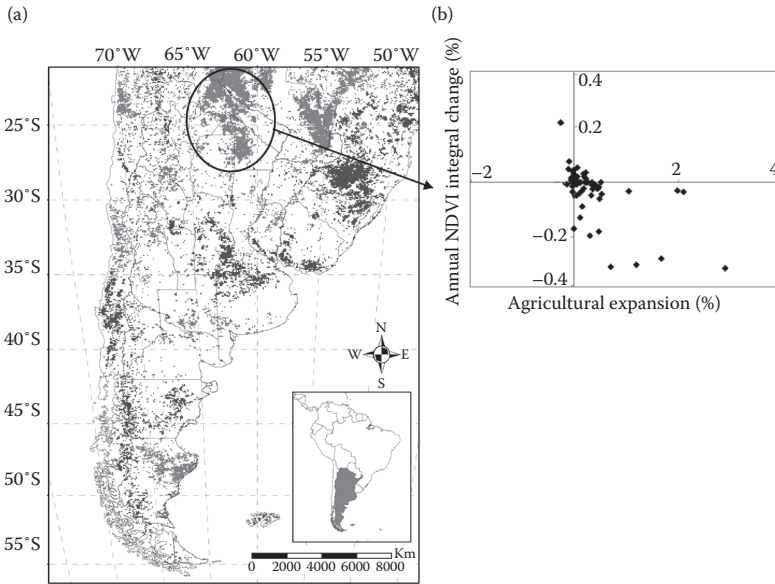 (a)
70˚W 65˚W 60˚W 55˚W 50˚W
25˚S
30˚S
35˚S
40˚S
45˚S
50˚S
55˚S
N
W E
S
Km
0 2000 4000 6000 8000
(b)
Annual NDVI integral change (%)
0.4
0.2
−2 2 4
−0.2
−0.4
Agricultural expansion (%)